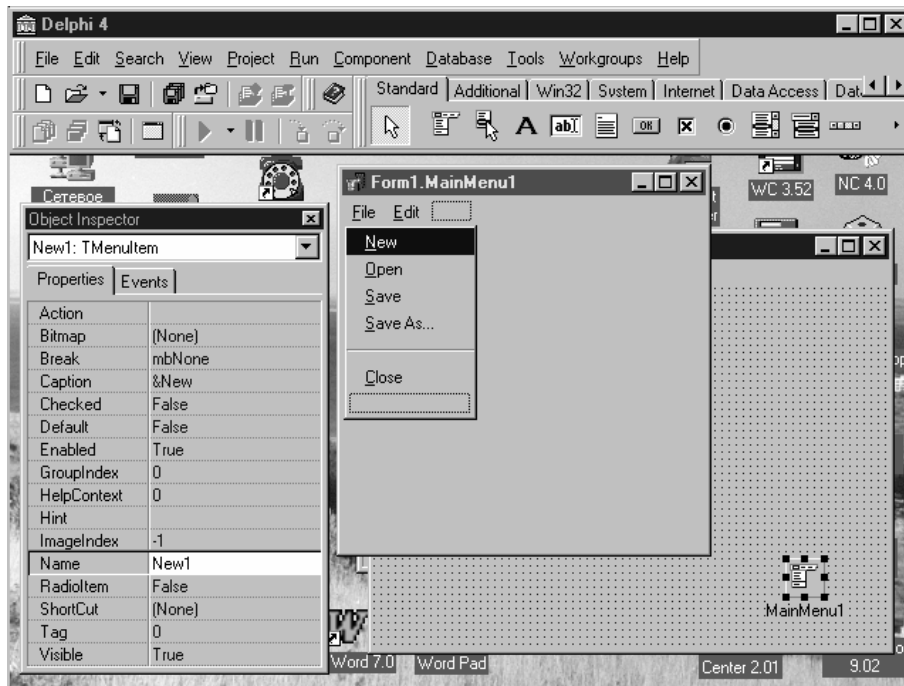 Delphi 4
File Edit Search View Project Run Component Database Tools Workgroups Help
Standard Additional Win32 System Internet Data Access Dat
A ab OK
Сетевое
WC 3.52
NC 4.0
Form1.MainMenu1
File Edit
New
Open
Save
Save As...
Close
Object Inspector
New1: TMenuItem
Properties Events
Action
Bitmap (None)
Break mbNone
Caption &New
Checked False
Default False
Enabled True
GroupIndex 0
HelpContext 0
Hint
ImageIndex -1
Name New1
RadioItem False
ShortCut (None)
Tag 0
Visible True
MainMenu1
Word 7.0
Word Pad
Center 2.01
9.02